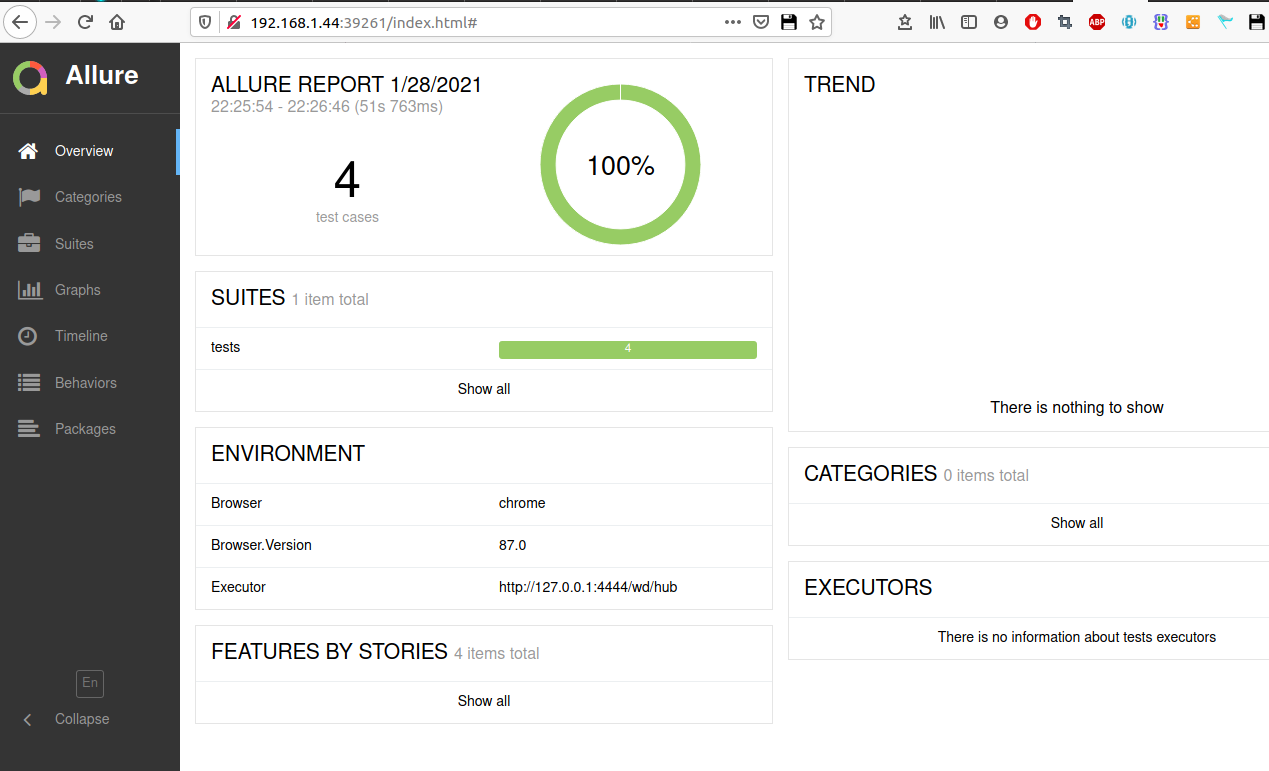 192.168.1.44:39261/index.html#
ABP
Allure
Overview
Categories
Suites
Graphs
Timeline
Behaviors
Packages
En
Collapse
ALLURE REPORT 1/28/2021
22:25:54 - 22:26:46 (51s 763ms)
4
test cases
100%
SUITES 1 item total
tests 4
Show all
ENVIRONMENT
Browser chrome
Browser.Version 87.0
Executor http://127.0.0.1:4444/wd/hub
FEATURES BY STORIES 4 items total
Show all
TREND
There is nothing to show
CATEGORIES 0 items total
Show all
EXECUTORS
There is no information about tests executors